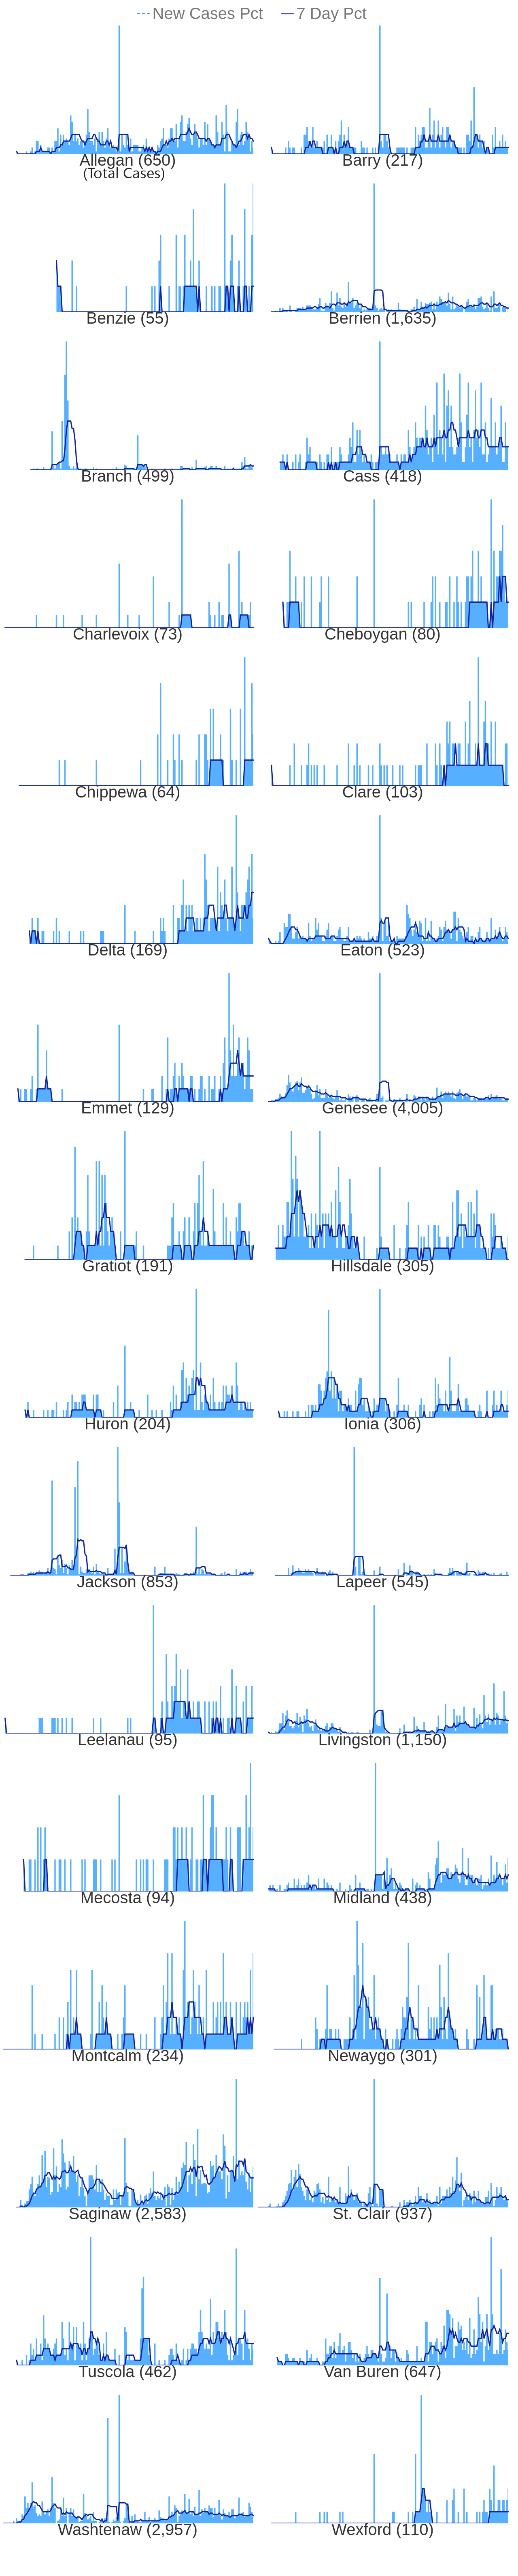 New Cases Pct 7 Day Pct
Allegan (650) Barry (217)
(Total Cases)
Benzie (55) Berrien (1,635)
Branch (499) Cass (418)
Charlevoix (73) Cheboygan (80)
Chippewa (64) Clare (103)
Delta (169) Eaton (523)
Emmet (129) Genesee (4,005)
Gratiot (191) Hillsdale (305)
Huron (204) Ionia (306)
Jackson (853) Lapeer (545)
Leelanau (95) Livingston (1,150)
Mecosta (94) Midland (438)
Montcalm (234) Newaygo (301)
Saginaw (2,583) St. Clair (937)
Tuscola (462) Van Buren (647)
Washtenaw (2,957) Wexford (110)